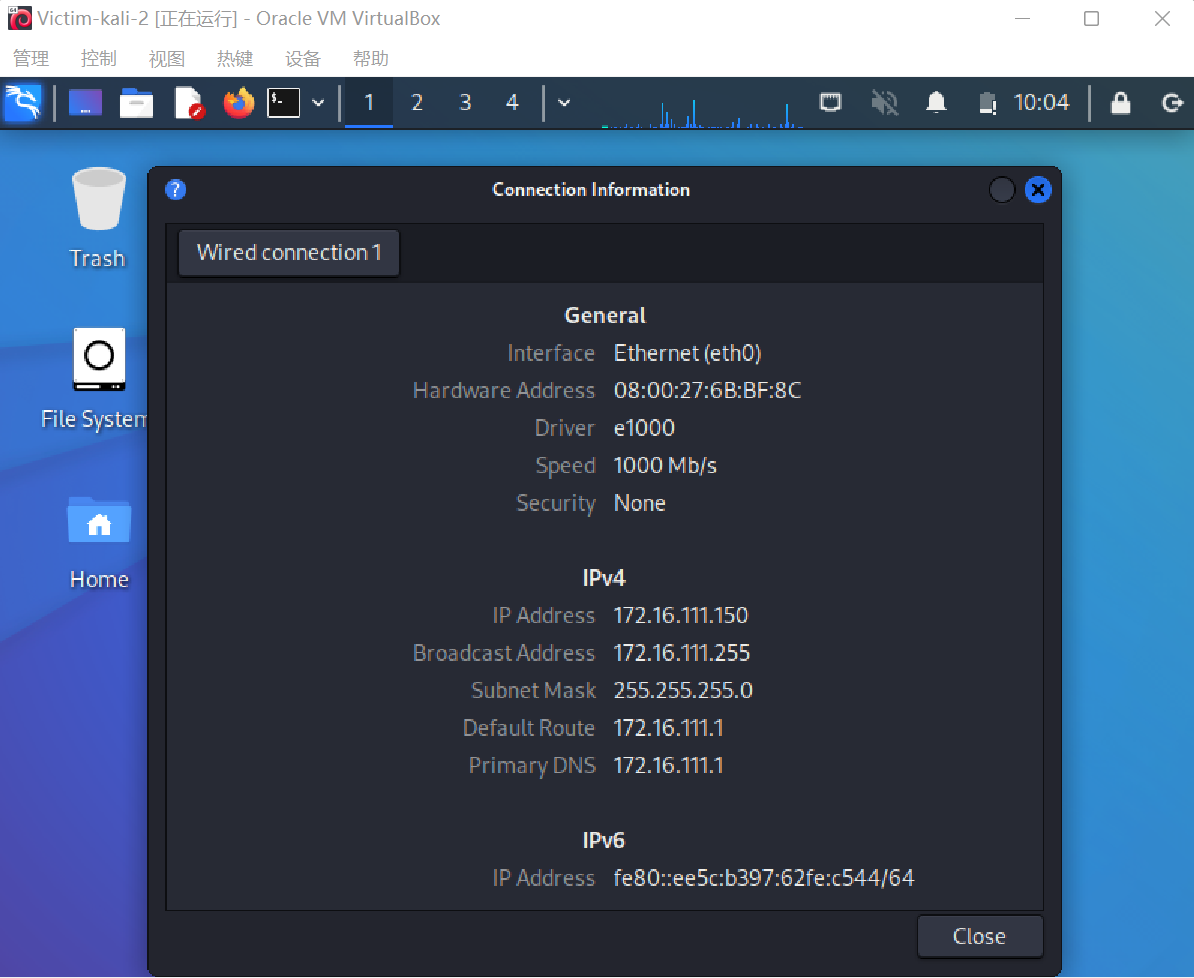 Victim-kali-2 [正在运行] - Oracle VM VirtualBox
管理 控制 视图 热键 设备 帮助
1 2 3 4 10:04
Connection Information
Trash
Wired connection 1
General
Interface Ethernet (eth0)
Hardware Address 08:00:27:6B:BF:8C
File System
Driver e1000
Speed 1000 Mb/s
Security None
Home
IPv4
IP Address 172.16.111.150
Broadcast Address 172.16.111.255
Subnet Mask 255.255.255.0
Default Route 172.16.111.1
Primary DNS 172.16.111.1
IPv6
IP Address fe80::ee5c:b397:62fe:c544/64
Close